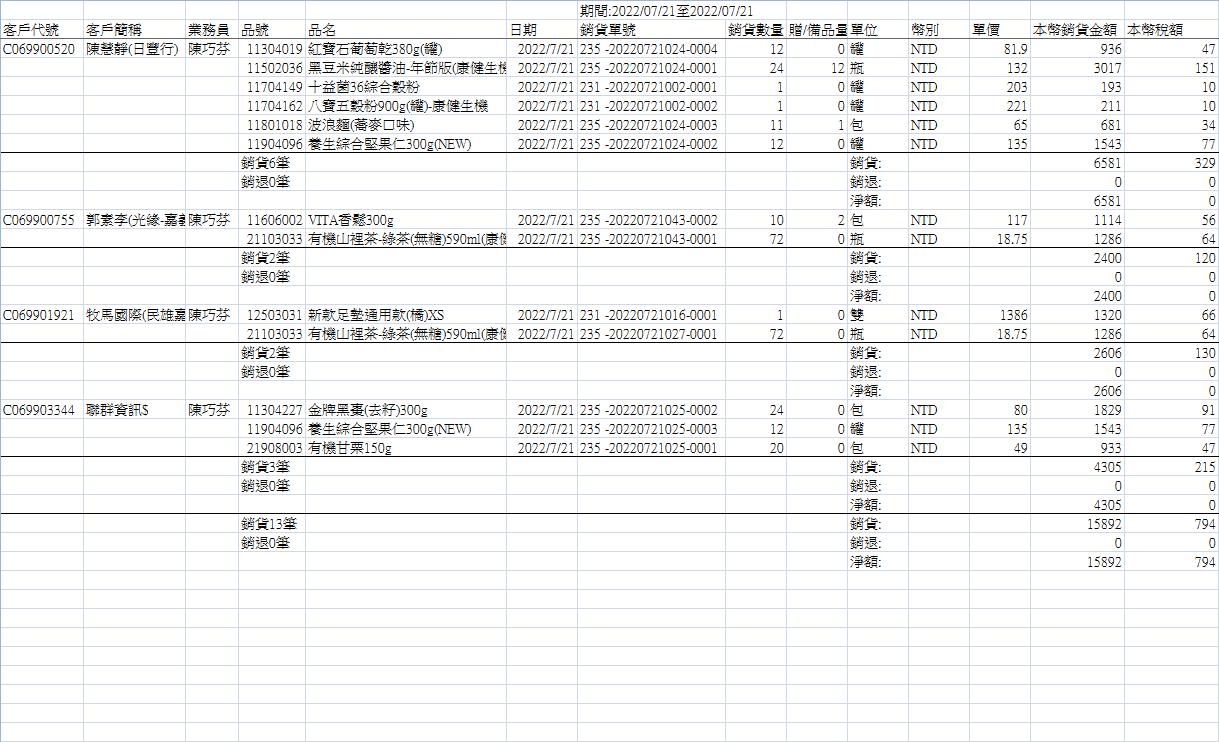 期間:2022/07/21至2022/07/21
客戶代號 客戶簡稱 業務員 品號 品名 日期 銷貨單號 銷貨數量 贈/備品量 單位 幣別 單價 本幣銷貨金額 本幣稅額
C069900520 陳慧靜(日豐行) 陳巧芬 11304019 紅寶石葡萄乾380g(罐) 2022/7/21 235 -20220721024-0004 12 0 罐 NTD 81.9 936 47
11502036 黑豆米純釀醬油-年節版(康健生機 2022/7/21 235 -20220721024-0001 24 12 瓶 NTD 132 3017 151
11704149 十益菌36綜合穀粉 2022/7/21 231 -20220721002-0001 1 0 罐 NTD 203 193 10
11704162 八寶五穀粉900g(罐)-康健生機 2022/7/21 231 -20220721002-0002 1 0 罐 NTD 221 211 10
11801018 波浪麵(蕎麥口味) 2022/7/21 235 -20220721024-0003 11 1 包 NTD 65 681 34
11904096 養生綜合堅果仁300g(NEW) 2022/7/21 235 -20220721024-0002 12 0 罐 NTD 135 1543 77
銷貨6筆 銷貨: 6581 329
銷退0筆 銷退: 0 0
淨額: 6581 0
C069900755 郭素李(光緣-嘉義 陳巧芬 11606002 VITA香鬆300g 2022/7/21 235 -20220721043-0002 10 2 包 NTD 117 1114 56
21103033 有機山裡茶-綠茶(無糖)590ml(康健 2022/7/21 235 -20220721043-0001 72 0 瓶 NTD 18.75 1286 64
銷貨2筆 銷貨: 2400 120
銷退0筆 銷退: 0 0
淨額: 2400 0
C069901921 牧馬國際(民雄嘉 陳巧芬 12503031 新款足墊通用款(橘)XS 2022/7/21 231 -20220721016-0001 1 0 雙 NTD 1386 1320 66
21103033 有機山裡茶-綠茶(無糖)590ml(康健 2022/7/21 235 -20220721027-0001 72 0 瓶 NTD 18.75 1286 64
銷貨2筆 銷貨: 2606 130
銷退0筆 銷退: 0 0
淨額: 2606 0
C069903344 聯群資訊$ 陳巧芬 11304227 金牌黑棗(去籽)300g 2022/7/21 235 -20220721025-0002 24 0 包 NTD 80 1829 91
11904096 養生綜合堅果仁300g(NEW) 2022/7/21 235 -20220721025-0003 12 0 罐 NTD 135 1543 77
21908003 有機甘栗150g 2022/7/21 235 -20220721025-0001 20 0 包 NTD 49 933 47
銷貨3筆 銷貨: 4305 215
銷退0筆 銷退: 0 0
淨額: 4305 0
銷貨13筆 銷貨: 15892 794
銷退0筆 銷退: 0 0
淨額: 15892 794